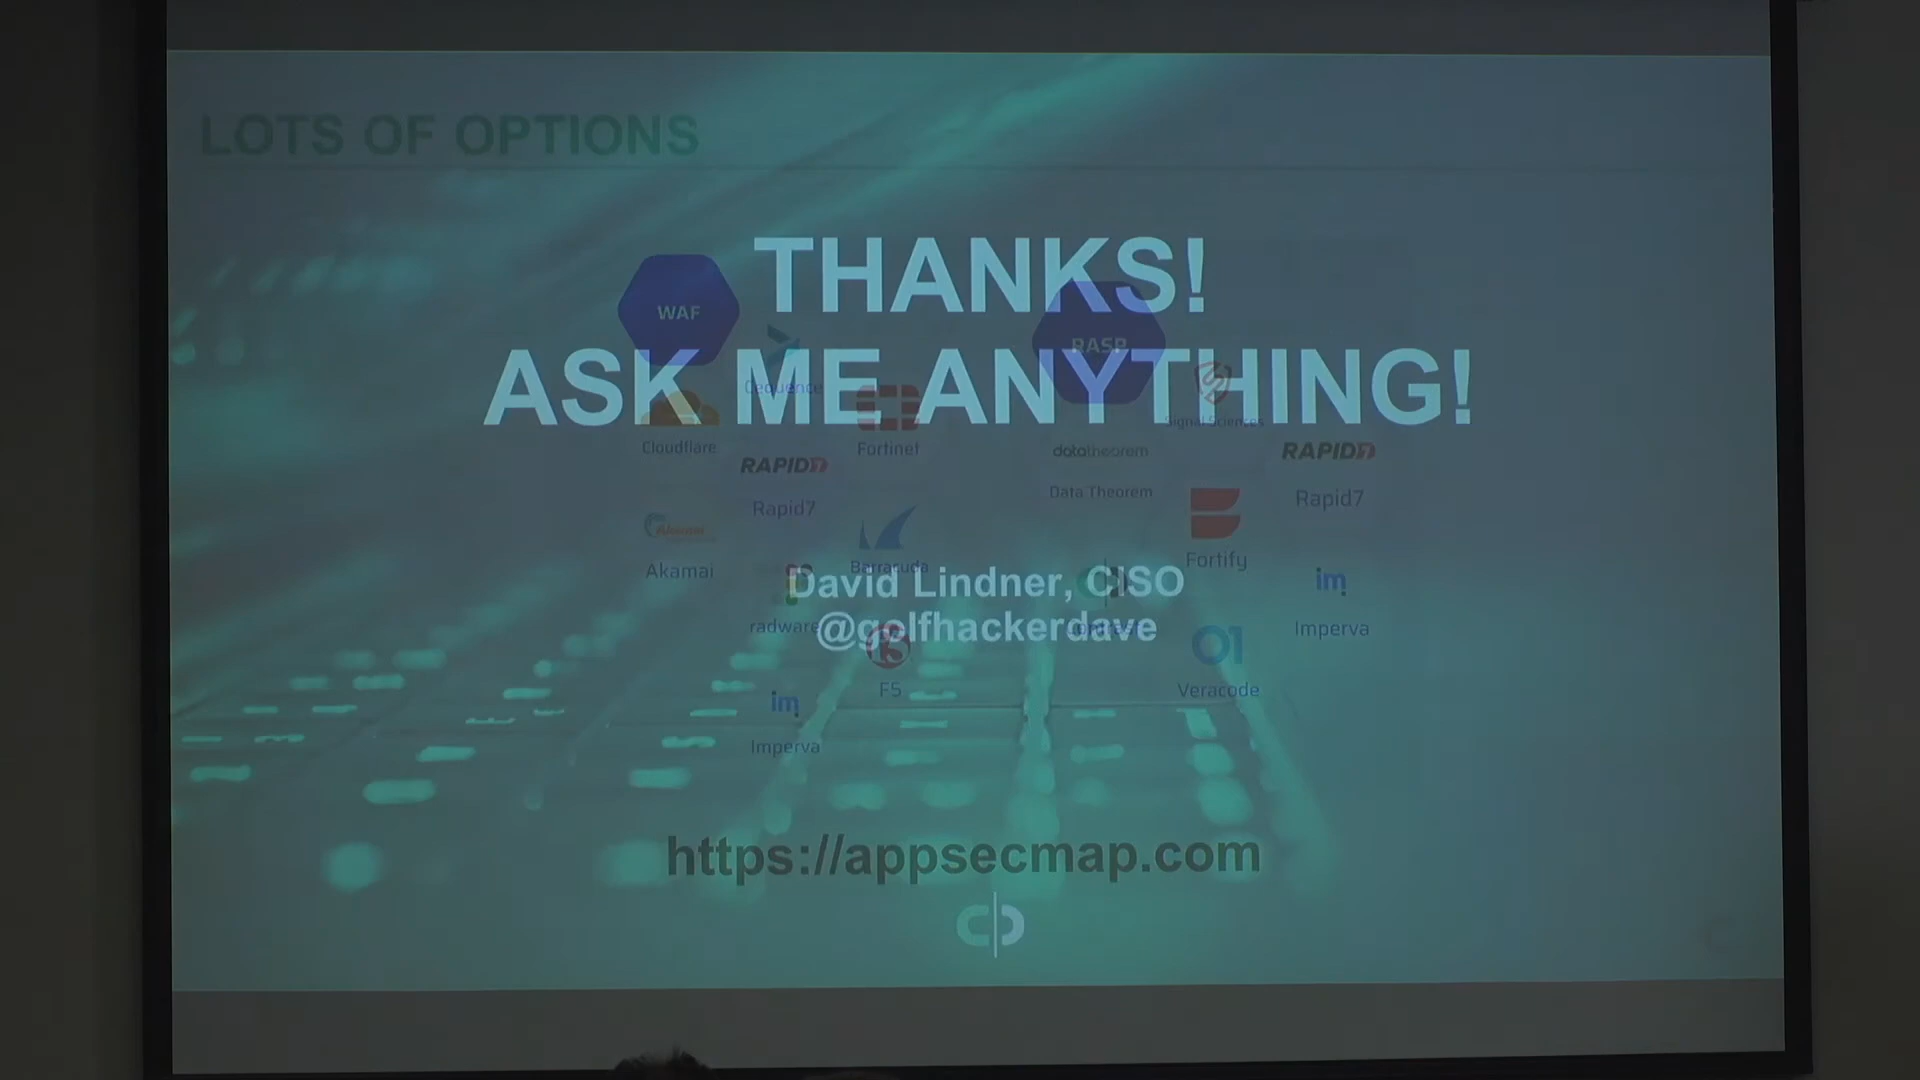 LOTS OF OPTIONS
THANKS!
ASK ME ANYTHING!
WAF
RASP
Cequence
Signal Sciences
Cloudflare
Fortinet
datatheorem
RAPID7
RAPID7
Data Theorem
Rapid7
Rapid7
Akamai
Akamai
Barracuda
Fortify
im
David Lindner, CISO
@golfhackerdave
radware
Contrast
Imperva
F5
Veracode
im
Imperva
https://appsecmap.com